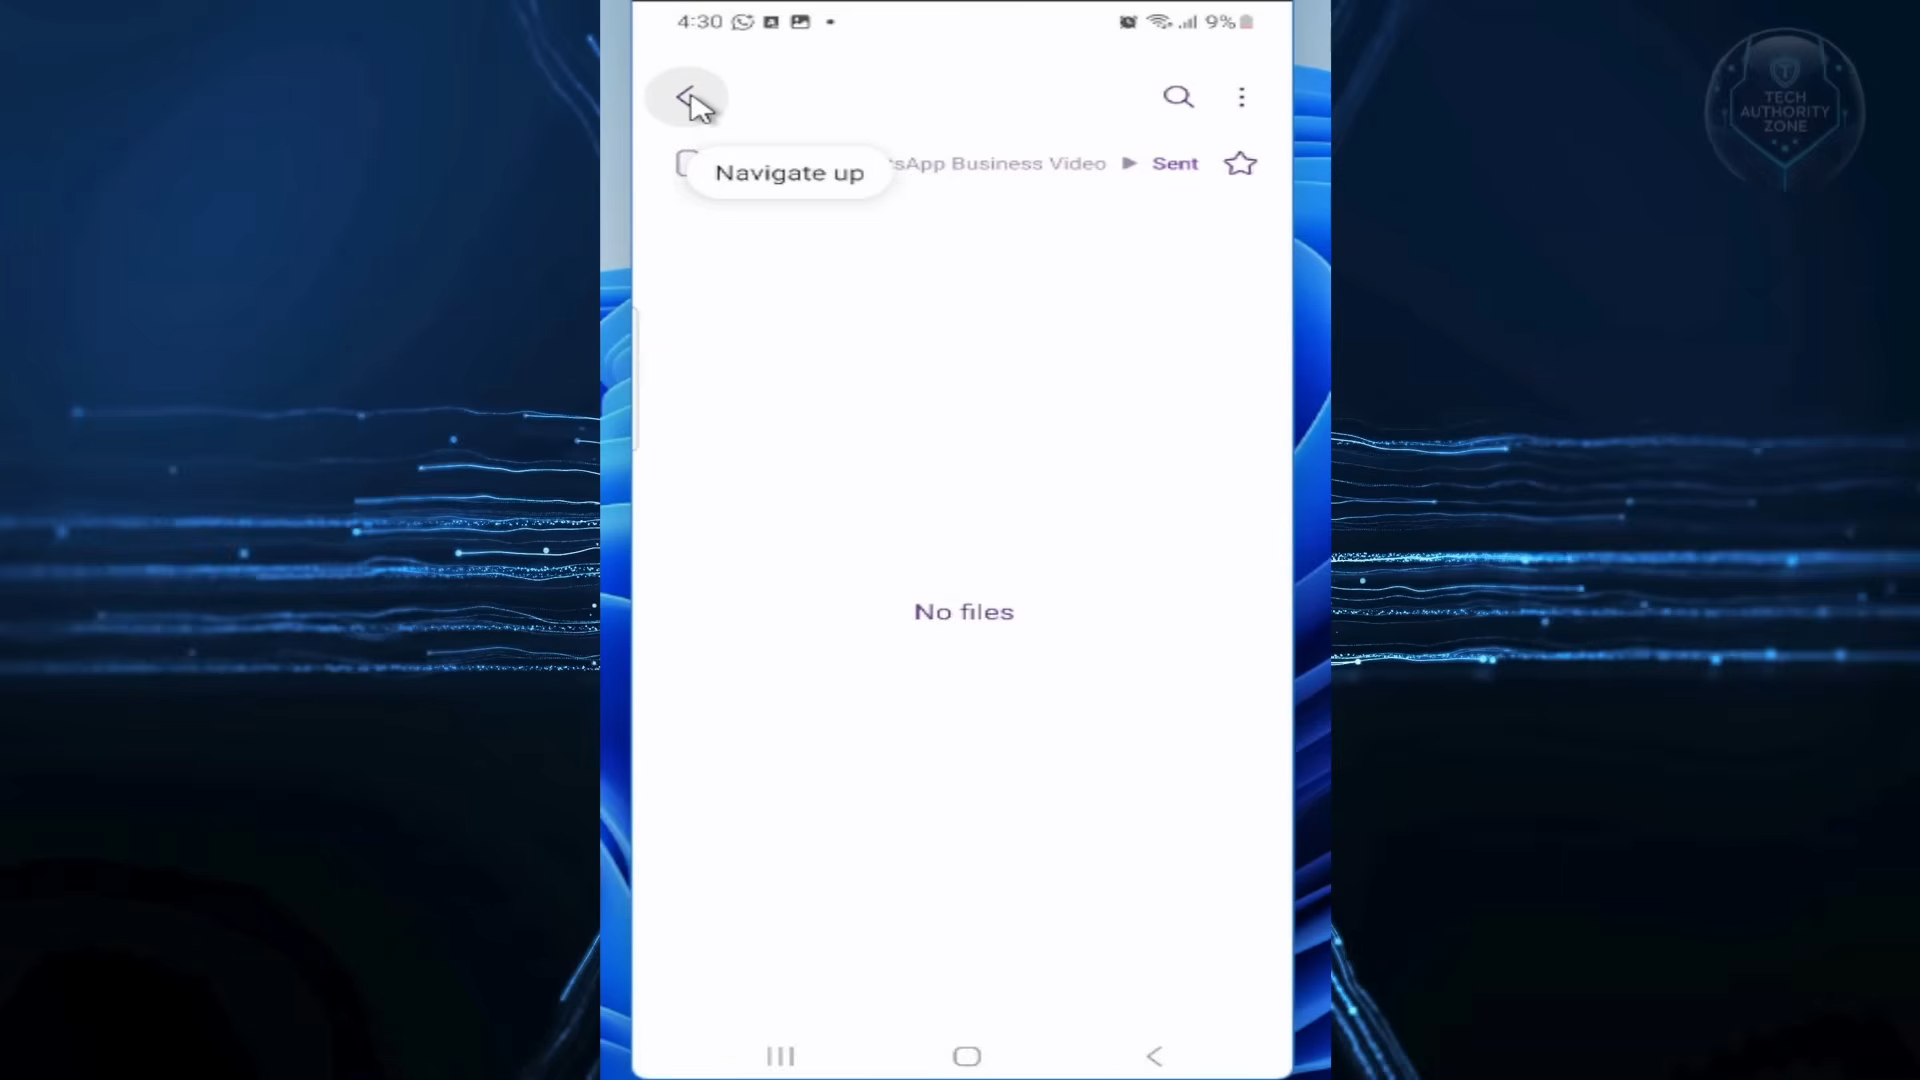 4:30 9%
TECH
AUTHORITY
ZONE
sApp Business Video ▶ Sent
Navigate up
No files